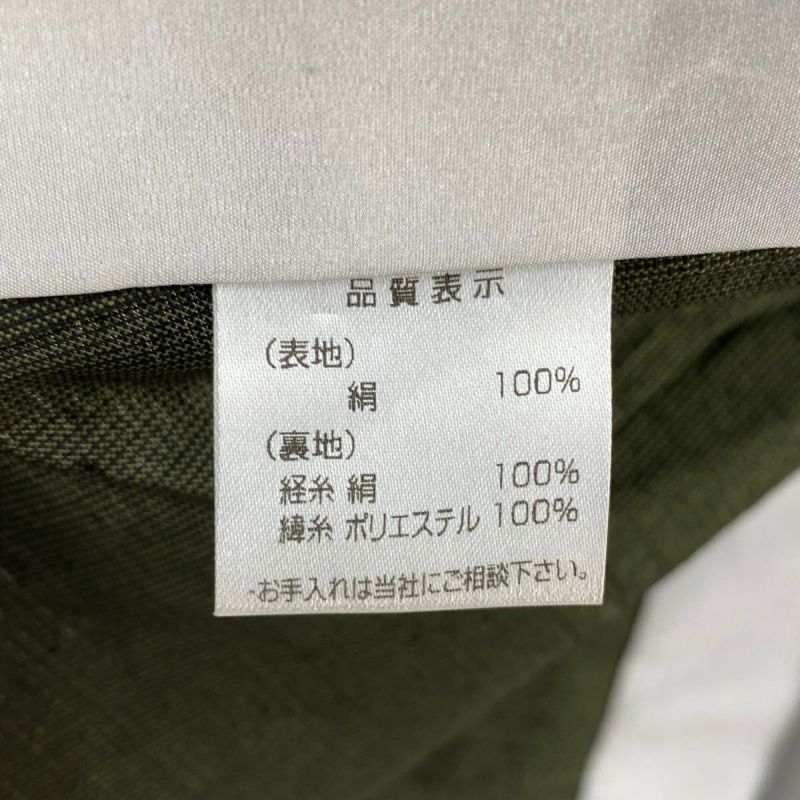 品質表示
(表地)
絹 100%
(裏地)
経糸 絹 100%
緯糸 ポリエステル 100%
-お手入れは当社にご相談下さい。